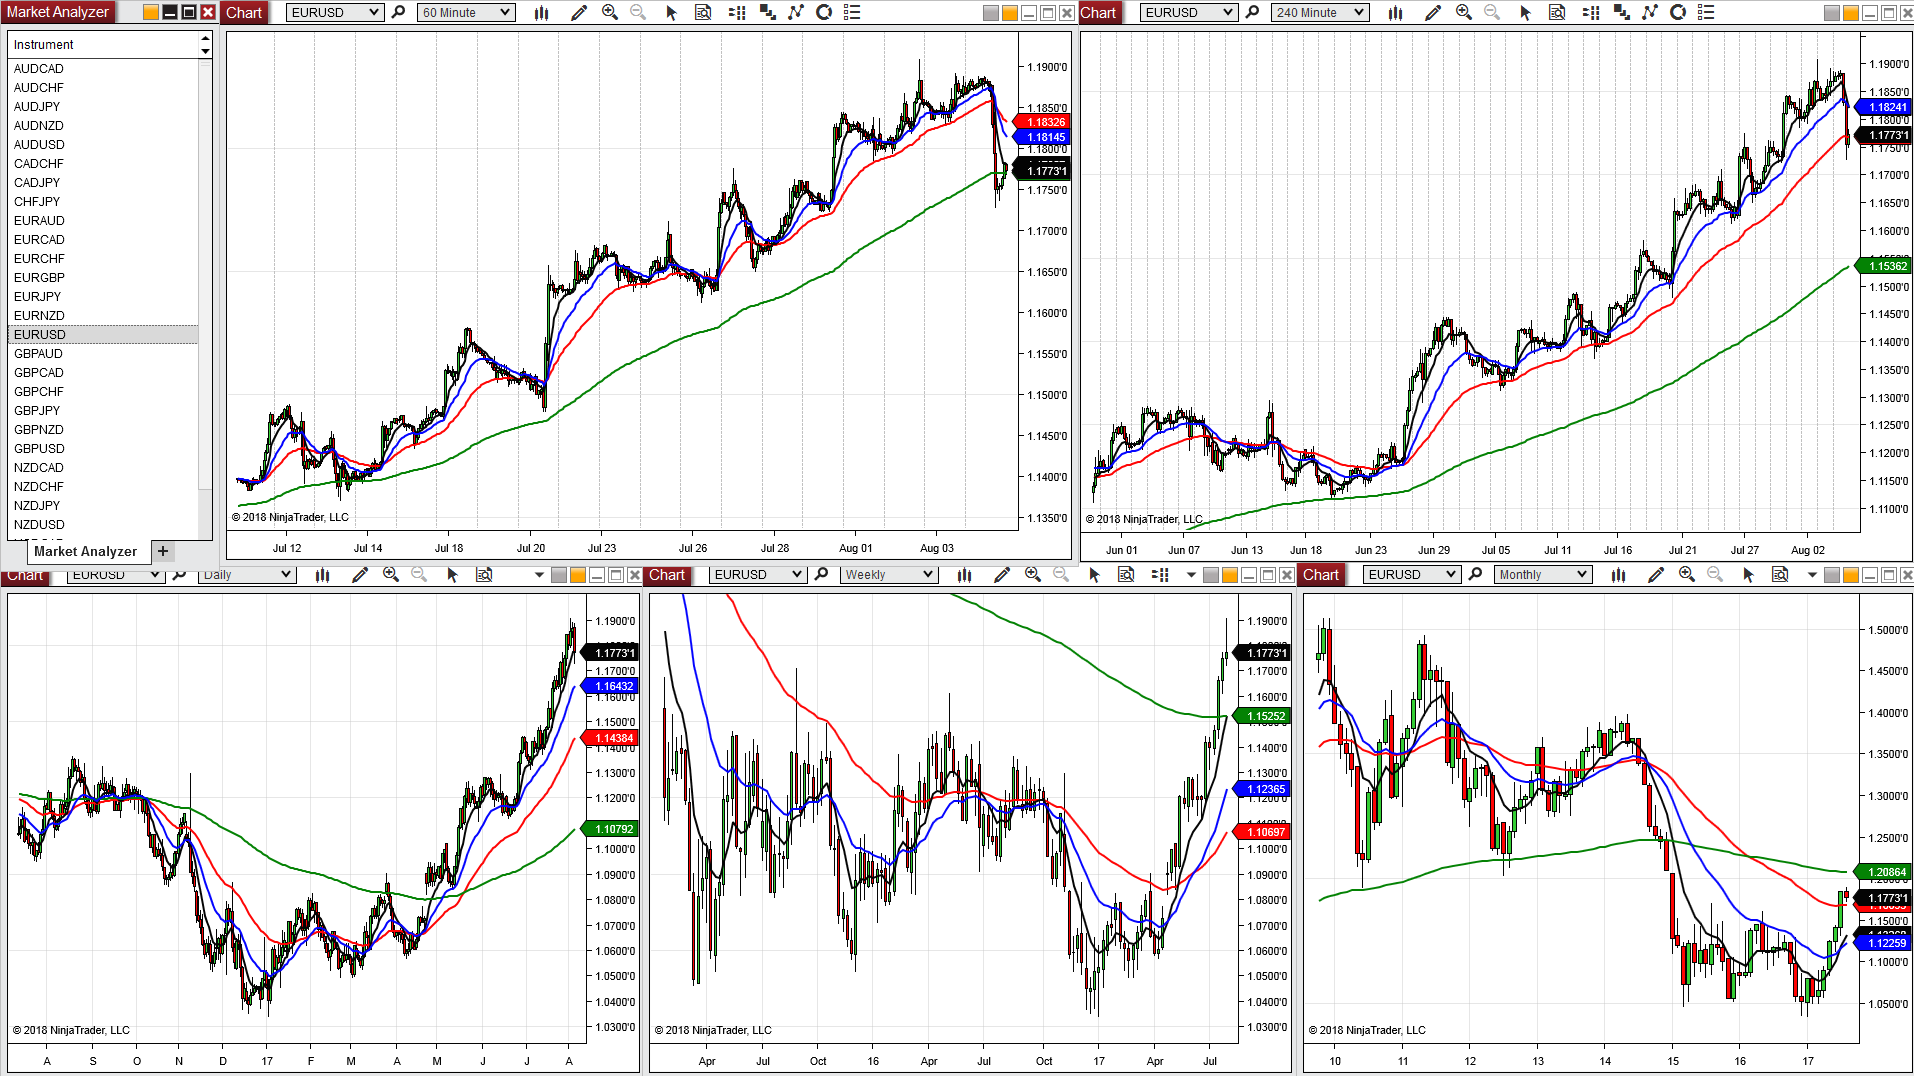 Market Analyzer
Instrument
AUDCAD
AUDCHF
AUDJPY
AUDNZD
AUDUSD
CADCHF
CADJPY
CHFJPY
EURAUD
EURCAD
EURCHF
EURGBP
EURJPY
EURNZD
EURUSD
GBPAUD
GBPCAD
GBPCHF
GBPJPY
GBPNZD
GBPUSD
NZDCAD
NZDCHF
NZDJPY
NZDUSD
Market Analyzer +
Chart EURUSD 60 Minute
1.1900'0
1.1850'0
1.18326
1.18145
1.1800'0
1.1773'1
1.1750'0
1.1700'0
1.1650'0
1.1600'0
1.1550'0
1.1500'0
1.1450'0
1.1400'0
1.1350'0
© 2018 NinjaTrader, LLC
Jul 12 Jul 14 Jul 18 Jul 20 Jul 23 Jul 26 Jul 28 Aug 01 Aug 03
Chart EURUSD 240 Minute
1.1900'0
1.1850'0
1.18241
1.1800'0
1.1773'1
1.1750'0
1.1700'0
1.1650'0
1.1600'0
1.15362
1.1500'0
1.1450'0
1.1400'0
1.1350'0
1.1300'0
1.1250'0
1.1200'0
1.1150'0
1.1100'0
© 2018 NinjaTrader, LLC
Jun 01 Jun 07 Jun 13 Jun 18 Jun 23 Jun 29 Jul 05 Jul 11 Jul 16 Jul 21 Jul 27 Aug 02
Chart EURUSD Daily
1.1900'0
1.1773'1
1.1700'0
1.16432
1.1600'0
1.1500'0
1.14384
1.1400'0
1.1300'0
1.1200'0
1.10792
1.1000'0
1.0900'0
1.0800'0
1.0700'0
1.0600'0
1.0500'0
1.0400'0
1.0300'0
© 2018 NinjaTrader, LLC
A S O N D 17 F M A M J J A
Chart EURUSD Weekly
1.1900'0
1.1773'1
1.1700'0
1.1600'0
1.15252
1.1400'0
1.1300'0
1.12365
1.1200'0
1.10697
1.1000'0
1.0900'0
1.0800'0
1.0700'0
1.0600'0
1.0500'0
1.0400'0
1.0300'0
© 2018 NinjaTrader, LLC
Apr Jul Oct 16 Apr Jul Oct 17 Apr Jul
Chart EURUSD Monthly
1.5000'0
1.4500'0
1.4000'0
1.3500'0
1.3000'0
1.2500'0
1.20864
1.1773'1
1.1500'0
1.12259
1.1000'0
1.0500'0
© 2018 NinjaTrader, LLC
10 11 12 13 14 15 16 17